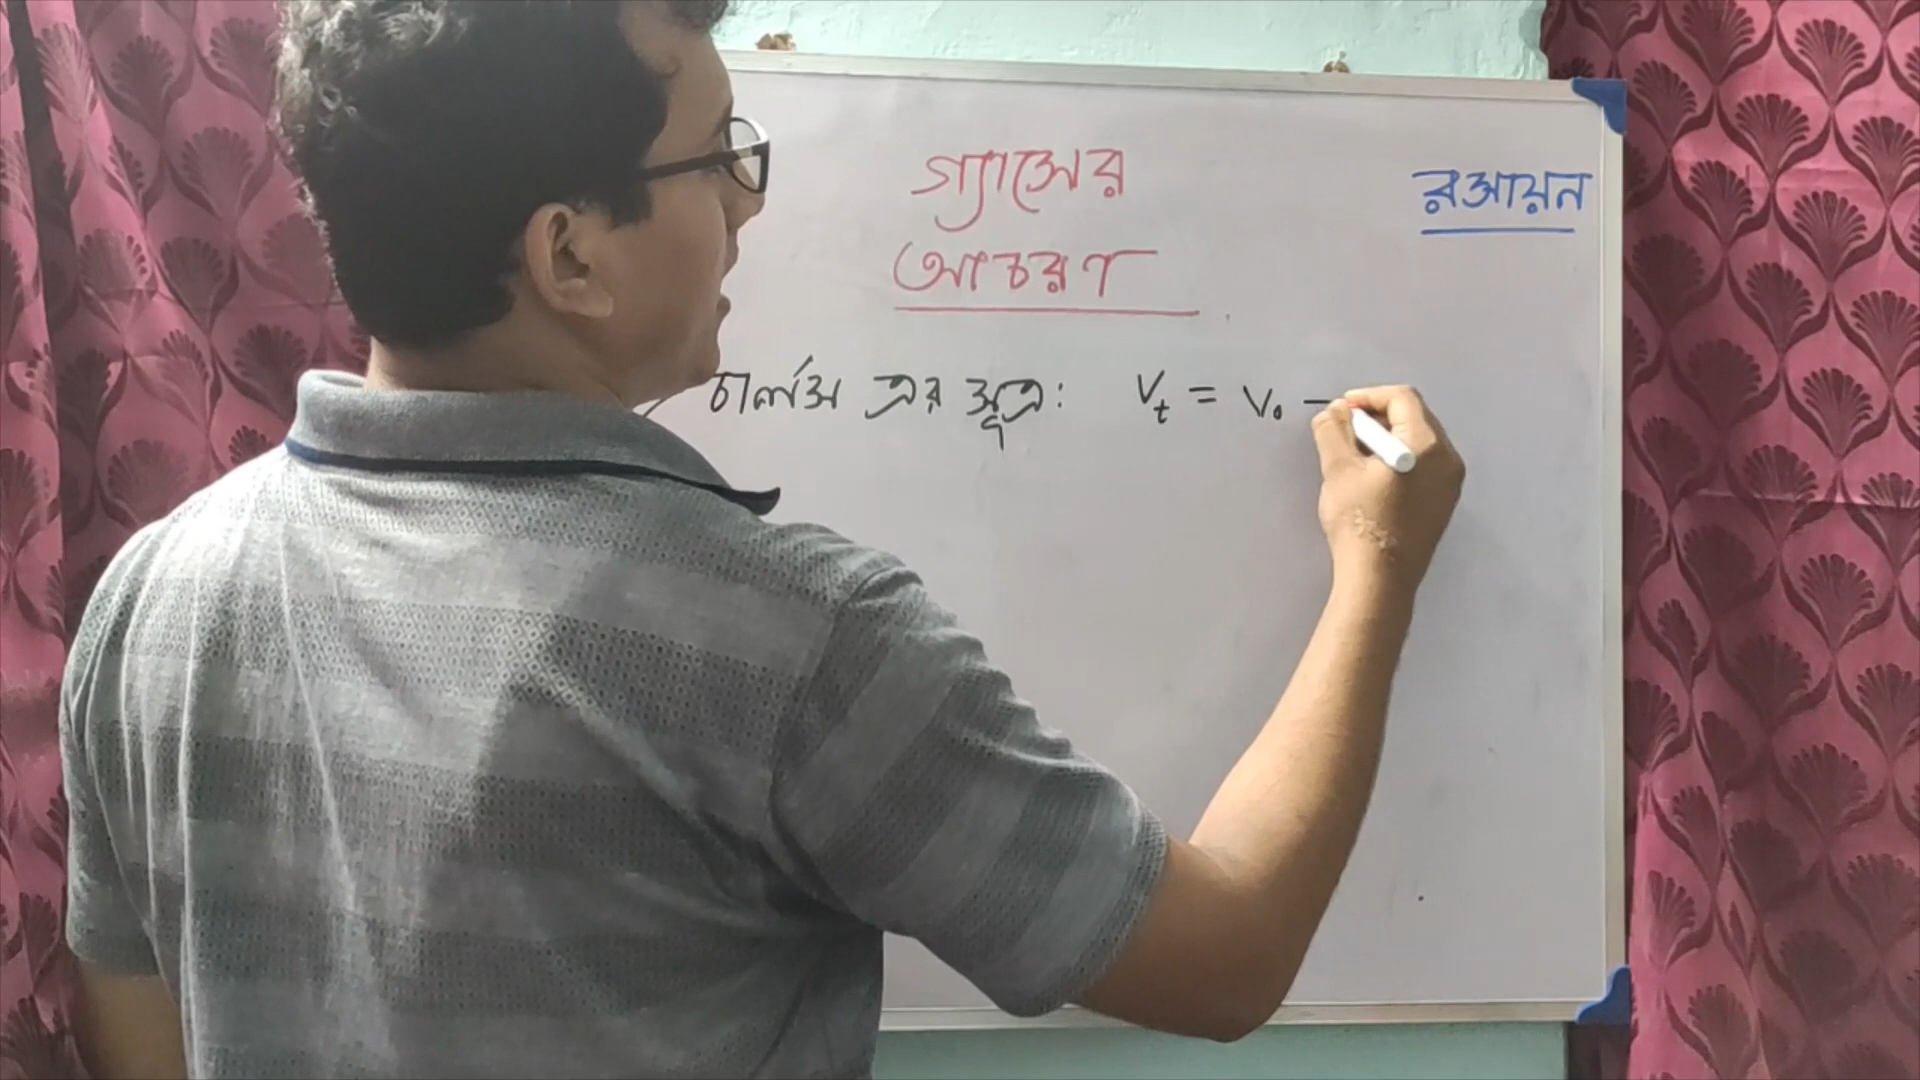 গ্যাসের
আচরণ
রসায়ন
চার্লস এর সূত্র: Vt = V₀ −